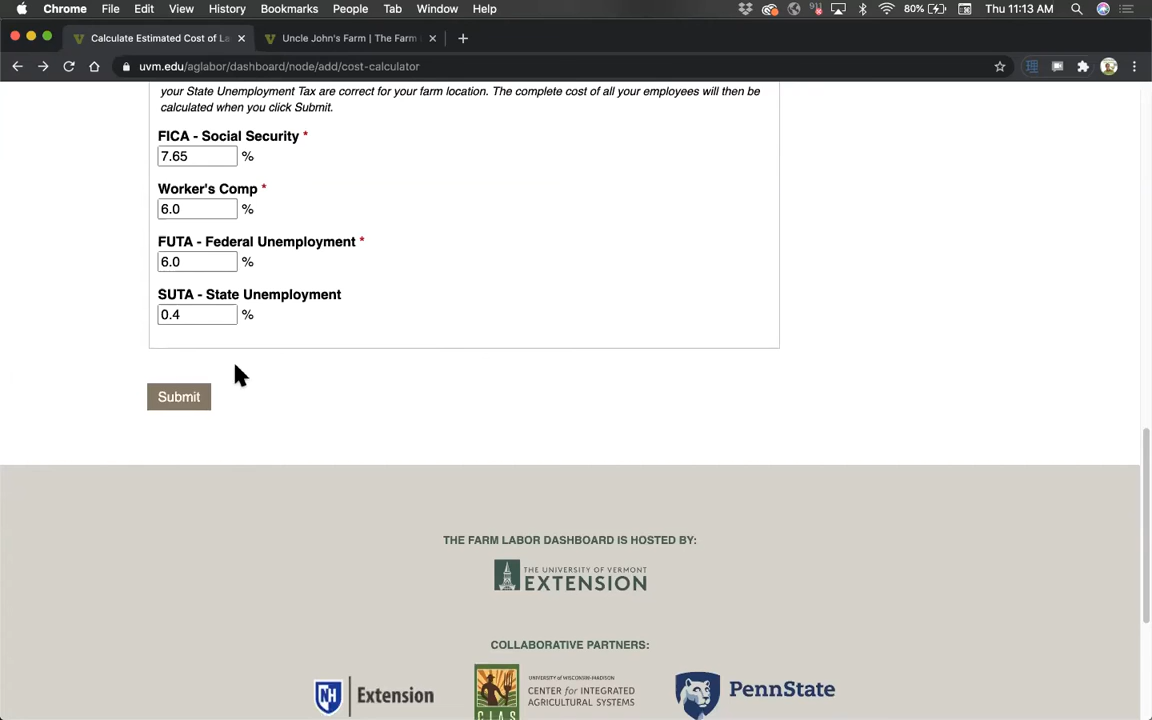 Chrome File Edit View History Bookmarks People Tab Window Help 80% Thu 11:13 AM
Calculate Estimated Cost of La Uncle John's Farm | The Farm
uvm.edu/aglabor/dashboard/node/add/cost-calculator
your State Unemployment Tax are correct for your farm location. The complete cost of all your employees will then be
calculated when you click Submit.
FICA - Social Security *
7.65 %
Worker's Comp *
6.0 %
FUTA - Federal Unemployment *
6.0 %
SUTA - State Unemployment
0.4 %
Submit
THE FARM LABOR DASHBOARD IS HOSTED BY:
THE UNIVERSITY OF VERMONT
EXTENSION
COLLABORATIVE PARTNERS:
NH Extension
UNIVERSITY OF WISCONSIN-MADISON
CENTER for INTEGRATED
AGRICULTURAL SYSTEMS
CIAS
PennState